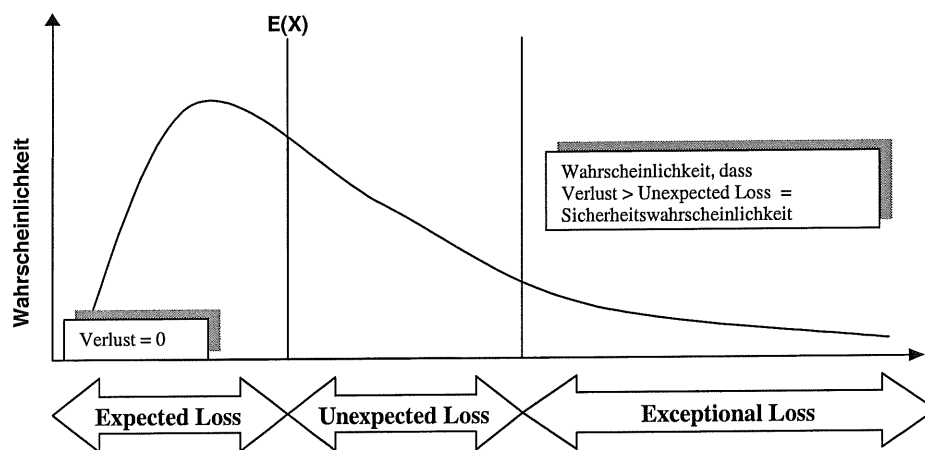 E(X)
Wahrscheinlichkeit
Wahrscheinlichkeit, dass
Verlust > Unexpected Loss =
Sicherheitswahrscheinlichkeit
Verlust = 0
Expected Loss
Unexpected Loss
Exceptional Loss